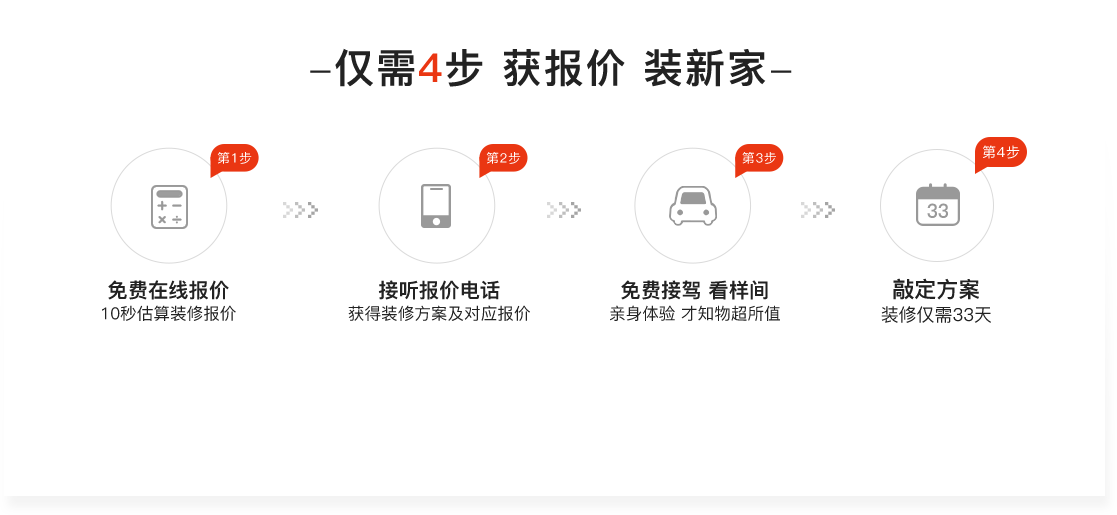 –仅需4步 获报价 装新家–
第1步
第2步
第3步
第4步
33
免费在线报价
10秒估算装修报价
接听报价电话
获得装修方案及对应报价
免费接驾 看样间
亲身体验 才知物超所值
敲定方案
装修仅需33天